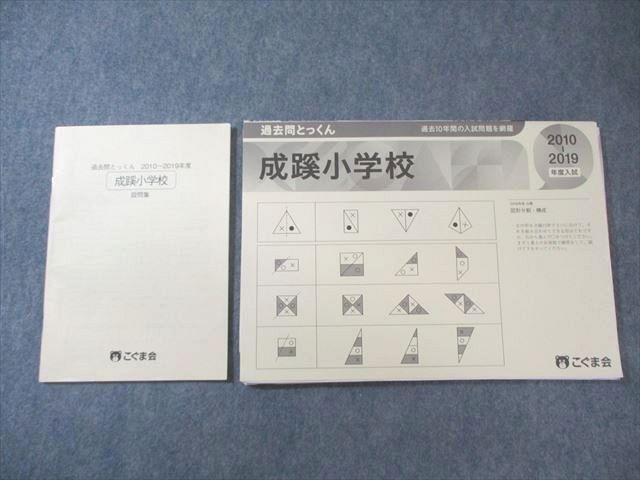 過去問とっくん 2010～2019年度
成蹊小学校
設問集
こぐま会
過去問とっくん
過去10年間の入試問題を網羅
成蹊小学校
2010
2019
年度入試
図形分割・構成
こぐま会